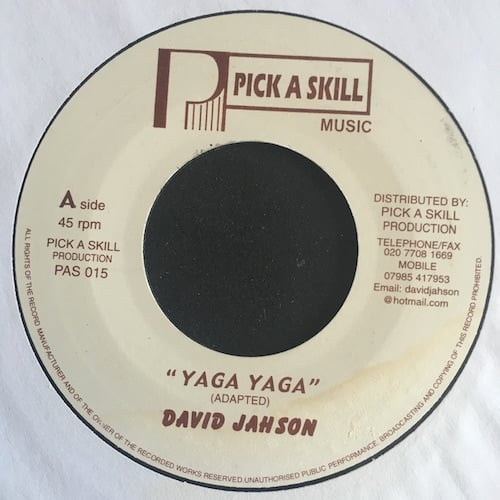 PICK A SKILL
MUSIC
A side
45 rpm
PICK A SKILL
PRODUCTION
PAS 015
DISTRIBUTED BY:
PICK A SKILL
PRODUCTION
TELEPHONE/FAX
020 7708 1669
MOBILE
07985 417953
Email: davidjahson
@hotmail.com
"YAGA YAGA"
(ADAPTED)
DAVID JAHSON
ALL RIGHTS OF THE RECORD MANUFACTURER AND OF THE OWNER OF THE RECORDED WORKS RESERVED.UNAUTHORISED PUBLIC PERFORMANCE, BROADCASTING AND COPYING OF THIS RECORD PROHIBITED.